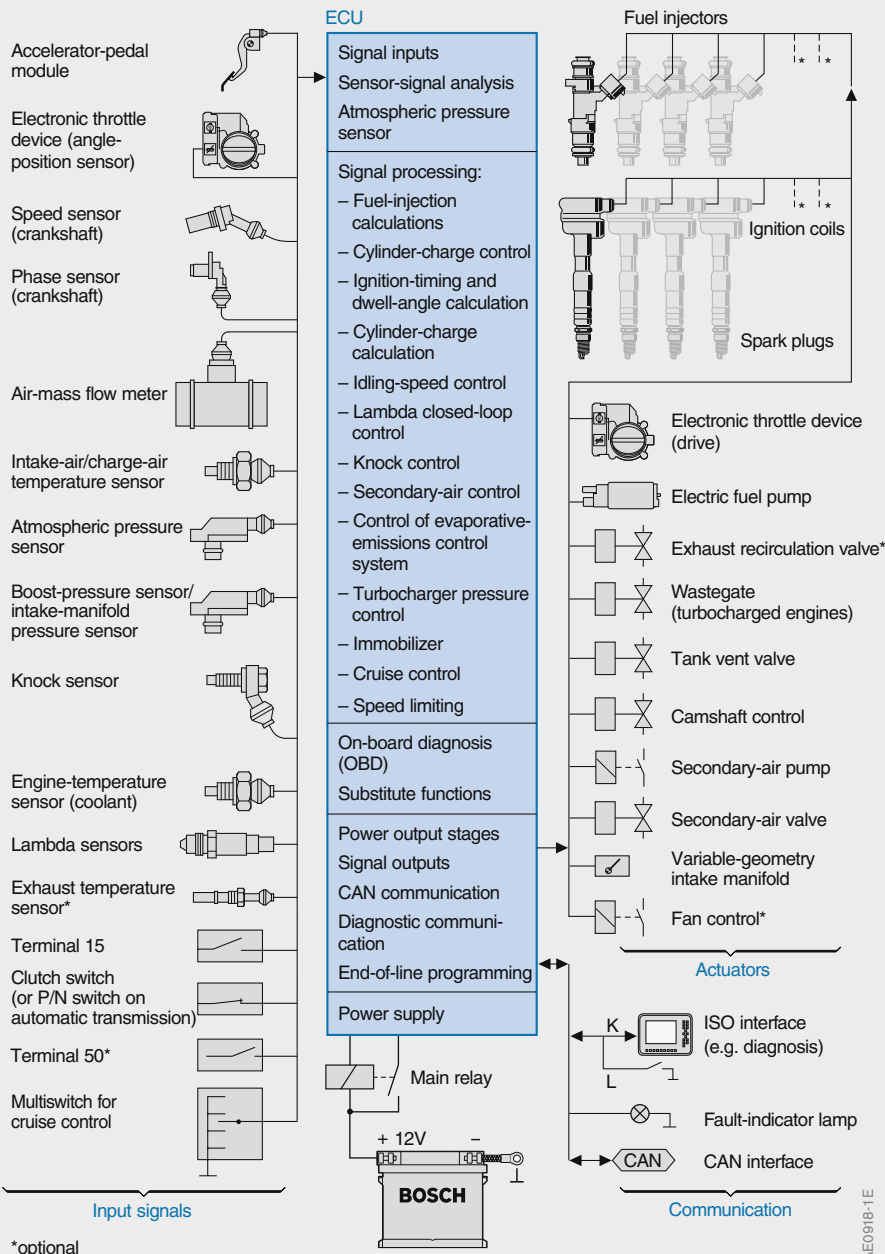 Accelerator-pedal
module
Electronic throttle
device (angle-
position sensor)
Speed sensor
(crankshaft)
Phase sensor
(crankshaft)
Air-mass flow meter
Intake-air/charge-air
temperature sensor
Atmospheric pressure
sensor
Boost-pressure sensor/
intake-manifold
pressure sensor
Knock sensor
Engine-temperature
sensor (coolant)
Lambda sensors
Exhaust temperature
sensor*
Terminal 15
Clutch switch
(or P/N switch on
automatic transmission)
Terminal 50*
Multiswitch for
cruise control
Input signals
*optional
ECU
Signal inputs
Sensor-signal analysis
Atmospheric pressure
sensor
Signal processing:
– Fuel-injection
calculations
– Cylinder-charge control
– Ignition-timing and
dwell-angle calculation
– Cylinder-charge
calculation
– Idling-speed control
– Lambda closed-loop
control
– Knock control
– Secondary-air control
– Control of evaporative-
emissions control
system
– Turbocharger pressure
control
– Immobilizer
– Cruise control
– Speed limiting
On-board diagnosis
(OBD)
Substitute functions
Power output stages
Signal outputs
CAN communication
Diagnostic communi-
cation
End-of-line programming
Power supply
Main relay
+ 12V –
BOSCH
Fuel injectors
* *
* *
Ignition coils
Spark plugs
Electronic throttle device
(drive)
Electric fuel pump
Exhaust recirculation valve*
Wastegate
(turbocharged engines)
Tank vent valve
Camshaft control
Secondary-air pump
Secondary-air valve
Variable-geometry
intake manifold
Fan control*
Actuators
K
L
ISO interface
(e.g. diagnosis)
Fault-indicator lamp
CAN
CAN interface
Communication
AE0918-1E